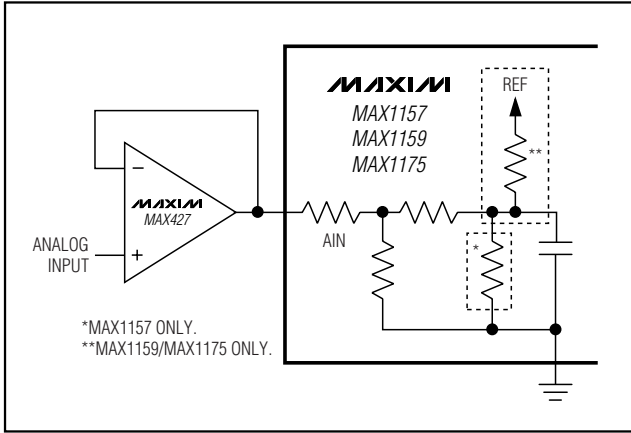 MAXIM
MAX1157
MAX1159
MAX1175
REF
**
−
MAXIM
MAX427
ANALOG
INPUT
+
AIN
*
*MAX1157 ONLY.
**MAX1159/MAX1175 ONLY.